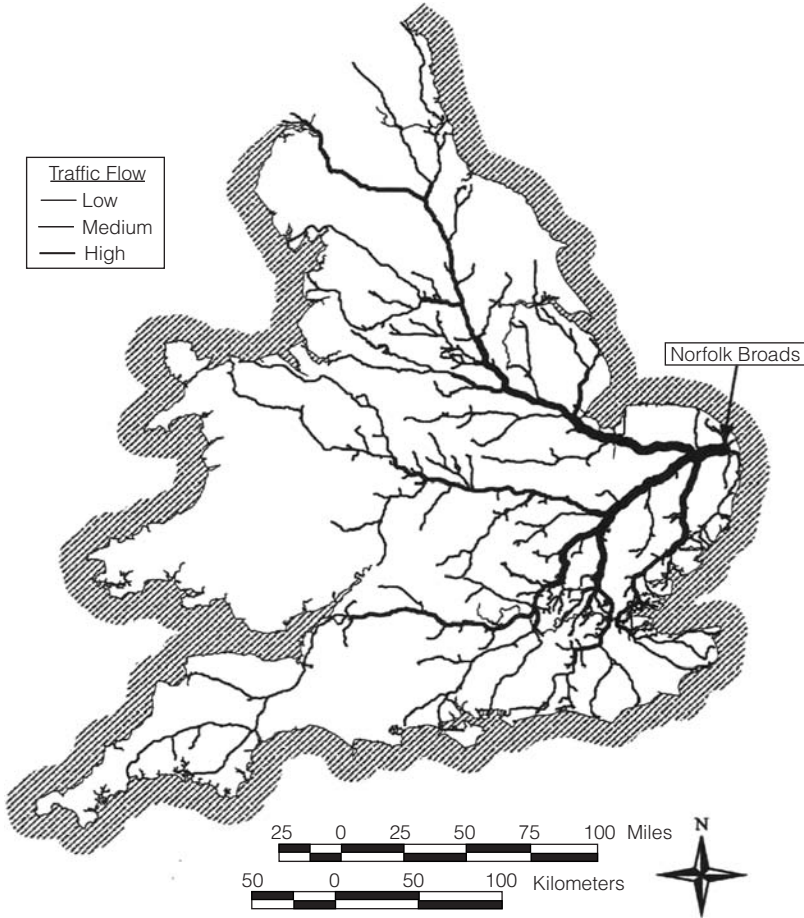 Traffic Flow
Low
Medium
High
Norfolk Broads
25 0 25 50 75 100 Miles
50 0 50 100 Kilometers
N